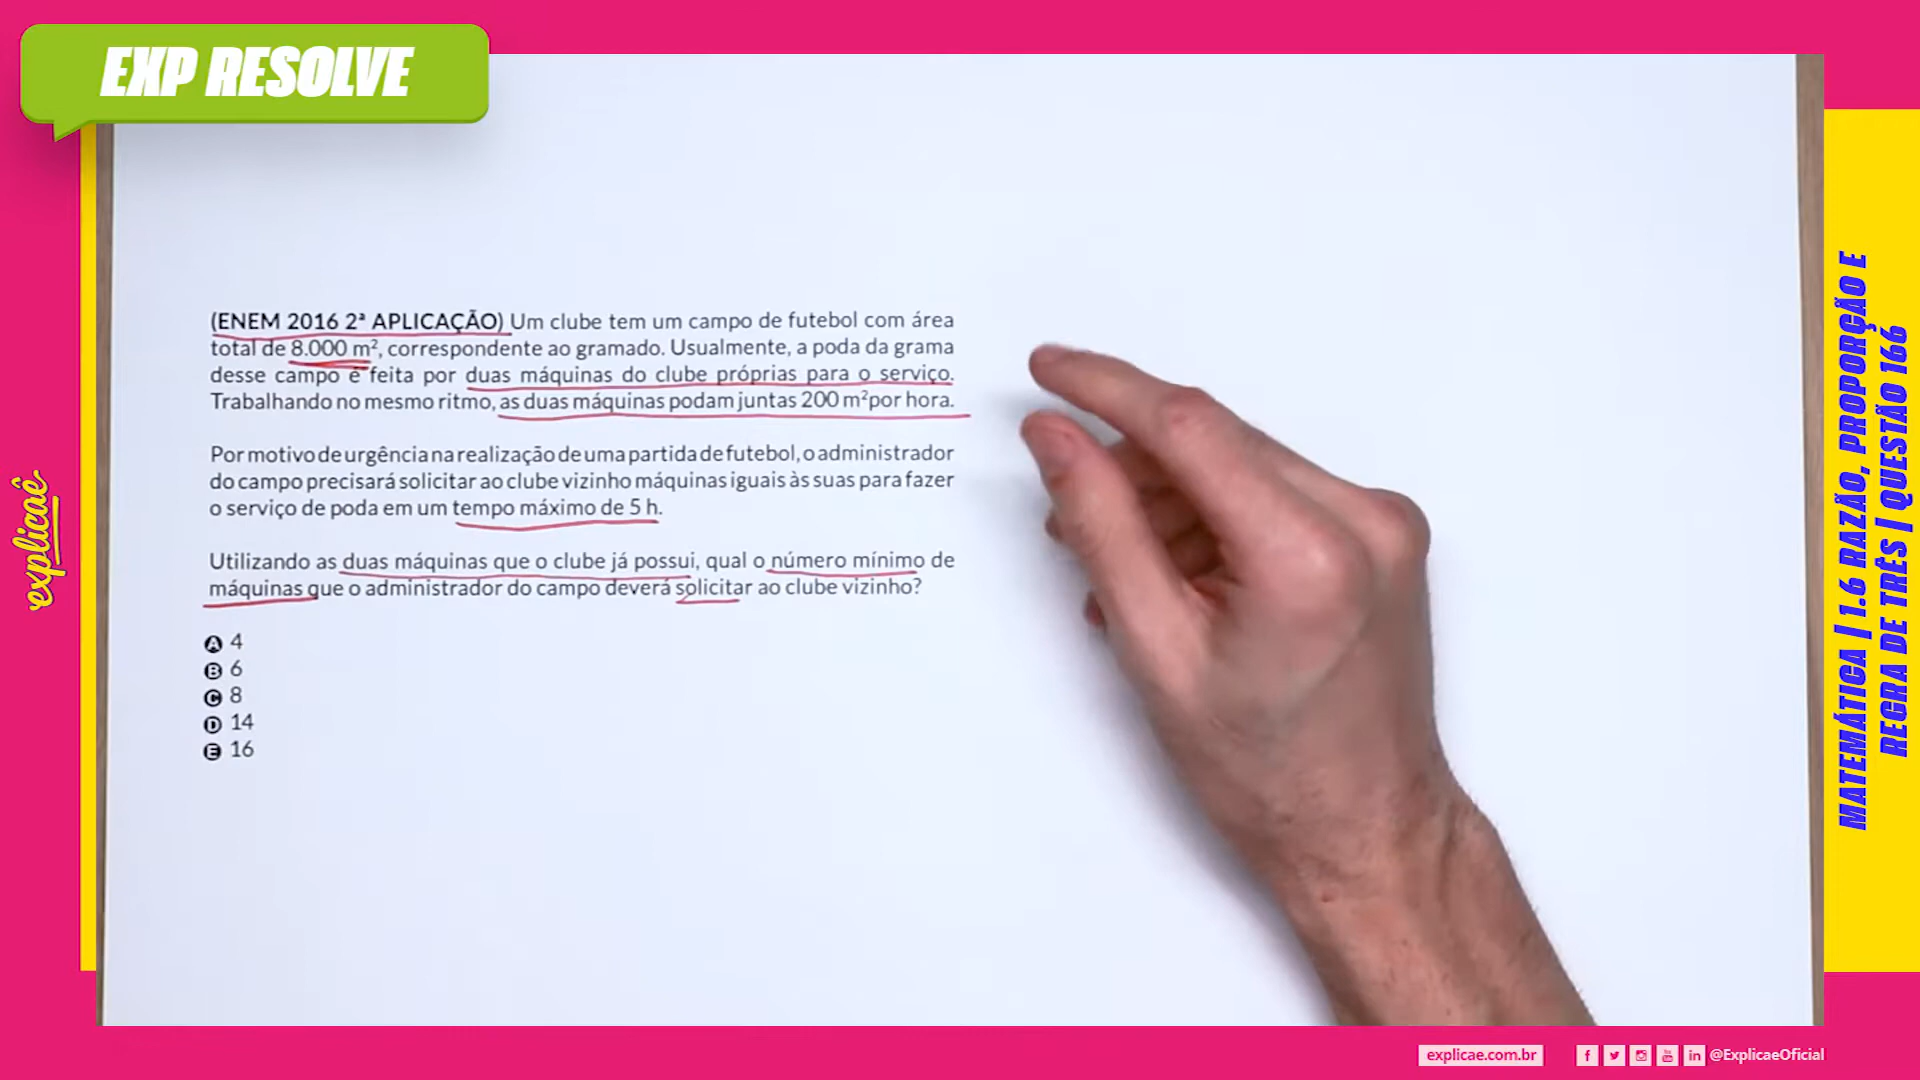 EXP RESOLVE
(ENEM 2016 2ª APLICAÇÃO) Um clube tem um campo de futebol com área
total de 8.000 m², correspondente ao gramado. Usualmente, a poda da grama
desse campo é feita por duas máquinas do clube próprias para o serviço.
Trabalhando no mesmo ritmo, as duas máquinas podam juntas 200 m² por hora.
Por motivo de urgência na realização de uma partida de futebol, o administrador
do campo precisará solicitar ao clube vizinho máquinas iguais às suas para fazer
o serviço de poda em um tempo máximo de 5 h.
Utilizando as duas máquinas que o clube já possui, qual o número mínimo de
máquinas que o administrador do campo deverá solicitar ao clube vizinho?
A 4
B 6
C 8
D 14
E 16
explicaê
MATEMÁTICA | 1.6 RAZÃO, PROPORÇÃO E
REGRA DE TRÊS | QUESTÃO 166
explicae.com.br
@ExplicaeOficial